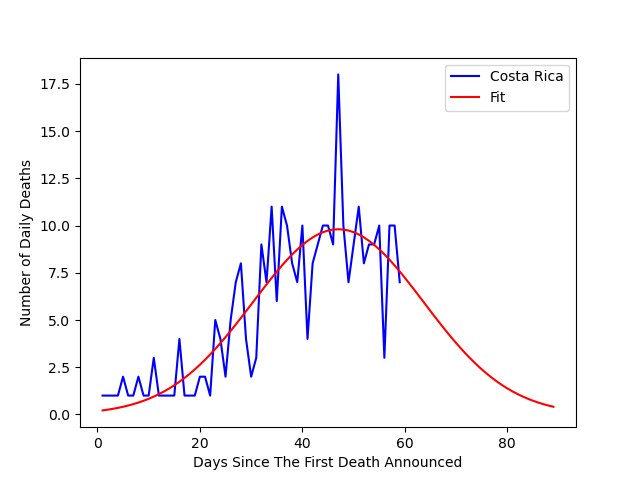 Costa Rica
Fit
17.5
15.0
12.5
10.0
7.5
5.0
2.5
0.0
Number of Daily Deaths
0 20 40 60 80
Days Since The First Death Announced